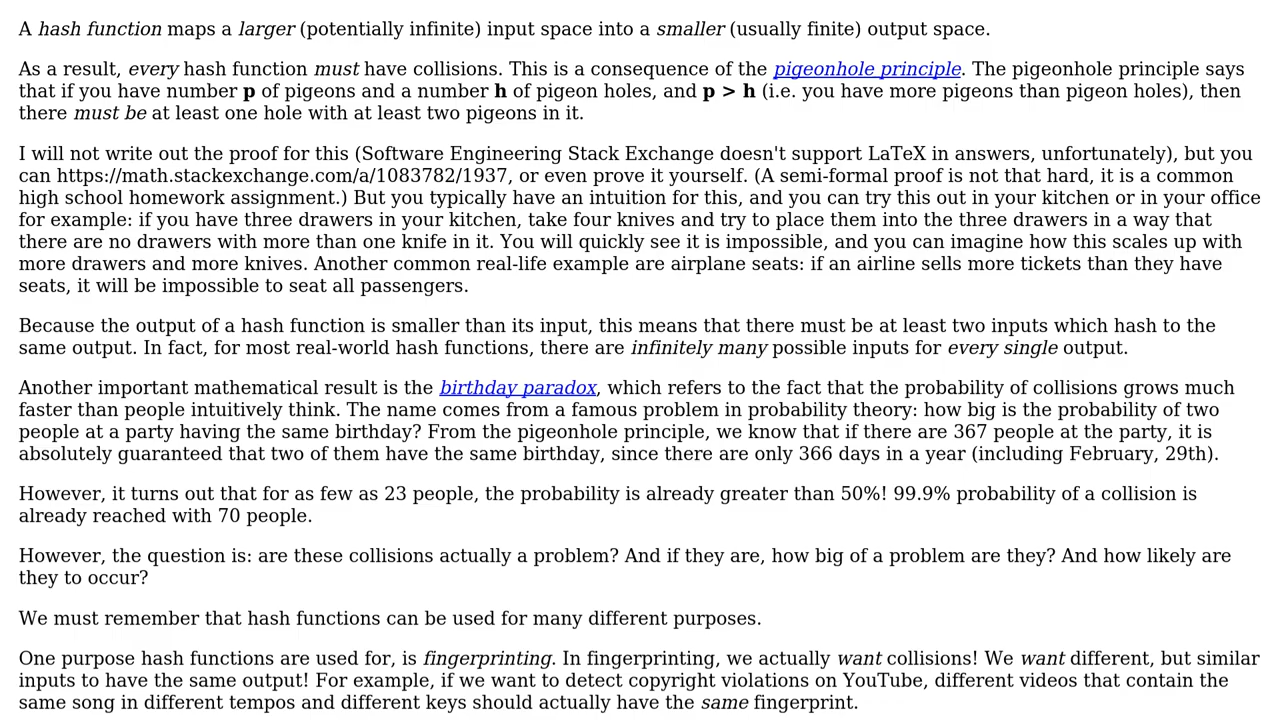 A hash function maps a larger (potentially infinite) input space into a smaller (usually finite) output space.
As a result, every hash function must have collisions. This is a consequence of the pigeonhole principle. The pigeonhole principle says
that if you have number p of pigeons and a number h of pigeon holes, and p > h (i.e. you have more pigeons than pigeon holes), then
there must be at least one hole with at least two pigeons in it.
I will not write out the proof for this (Software Engineering Stack Exchange doesn't support LaTeX in answers, unfortunately), but you
can https://math.stackexchange.com/a/1083782/1937, or even prove it yourself. (A semi-formal proof is not that hard, it is a common
high school homework assignment.) But you typically have an intuition for this, and you can try this out in your kitchen or in your office
for example: if you have three drawers in your kitchen, take four knives and try to place them into the three drawers in a way that
there are no drawers with more than one knife in it. You will quickly see it is impossible, and you can imagine how this scales up with
more drawers and more knives. Another common real-life example are airplane seats: if an airline sells more tickets than they have
seats, it will be impossible to seat all passengers.
Because the output of a hash function is smaller than its input, this means that there must be at least two inputs which hash to the
same output. In fact, for most real-world hash functions, there are infinitely many possible inputs for every single output.
Another important mathematical result is the birthday paradox, which refers to the fact that the probability of collisions grows much
faster than people intuitively think. The name comes from a famous problem in probability theory: how big is the probability of two
people at a party having the same birthday? From the pigeonhole principle, we know that if there are 367 people at the party, it is
absolutely guaranteed that two of them have the same birthday, since there are only 366 days in a year (including February, 29th).
However, it turns out that for as few as 23 people, the probability is already greater than 50%! 99.9% probability of a collision is
already reached with 70 people.
However, the question is: are these collisions actually a problem? And if they are, how big of a problem are they? And how likely are
they to occur?
We must remember that hash functions can be used for many different purposes.
One purpose hash functions are used for, is fingerprinting. In fingerprinting, we actually want collisions! We want different, but similar
inputs to have the same output! For example, if we want to detect copyright violations on YouTube, different videos that contain the
same song in different tempos and different keys should actually have the same fingerprint.